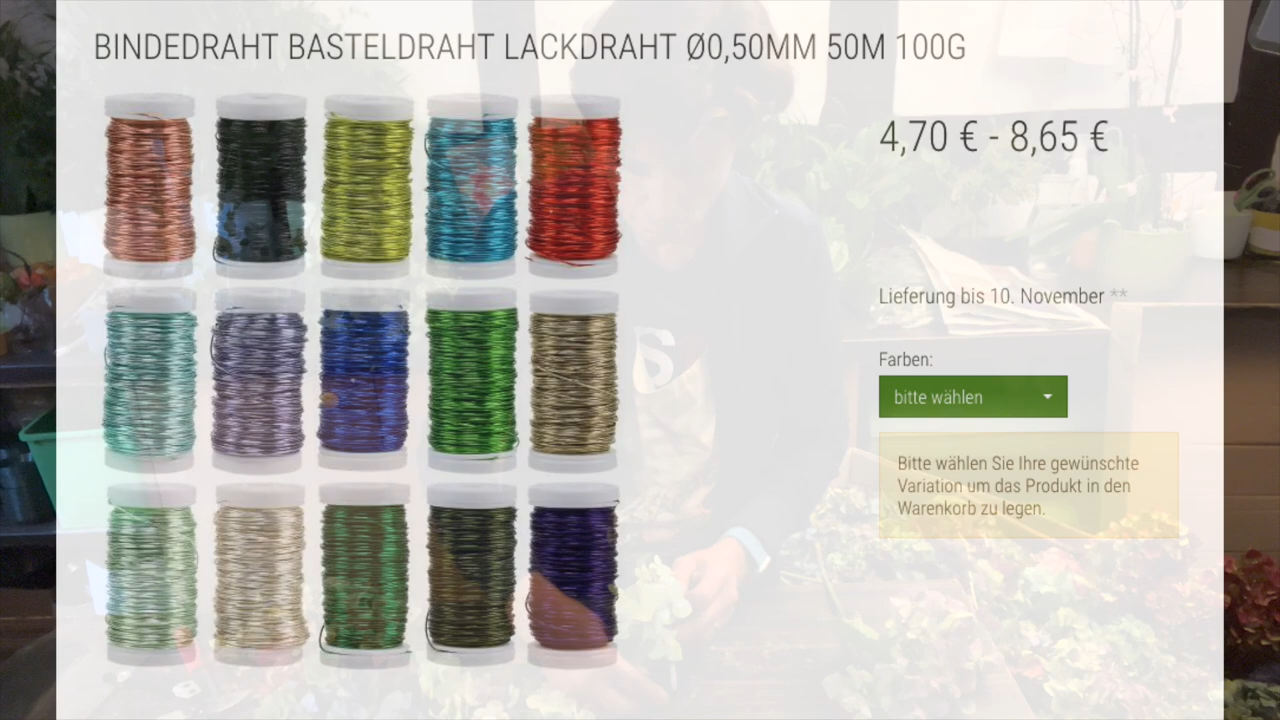 BINDEDRAHT BASTELDRAHT LACKDRAHT Ø0,50MM 50M 100G
4,70 € - 8,65 €
Lieferung bis 10. November **
Farben:
bitte wählen
Bitte wählen Sie Ihre gewünschte
Variation um das Produkt in den
Warenkorb zu legen.
S